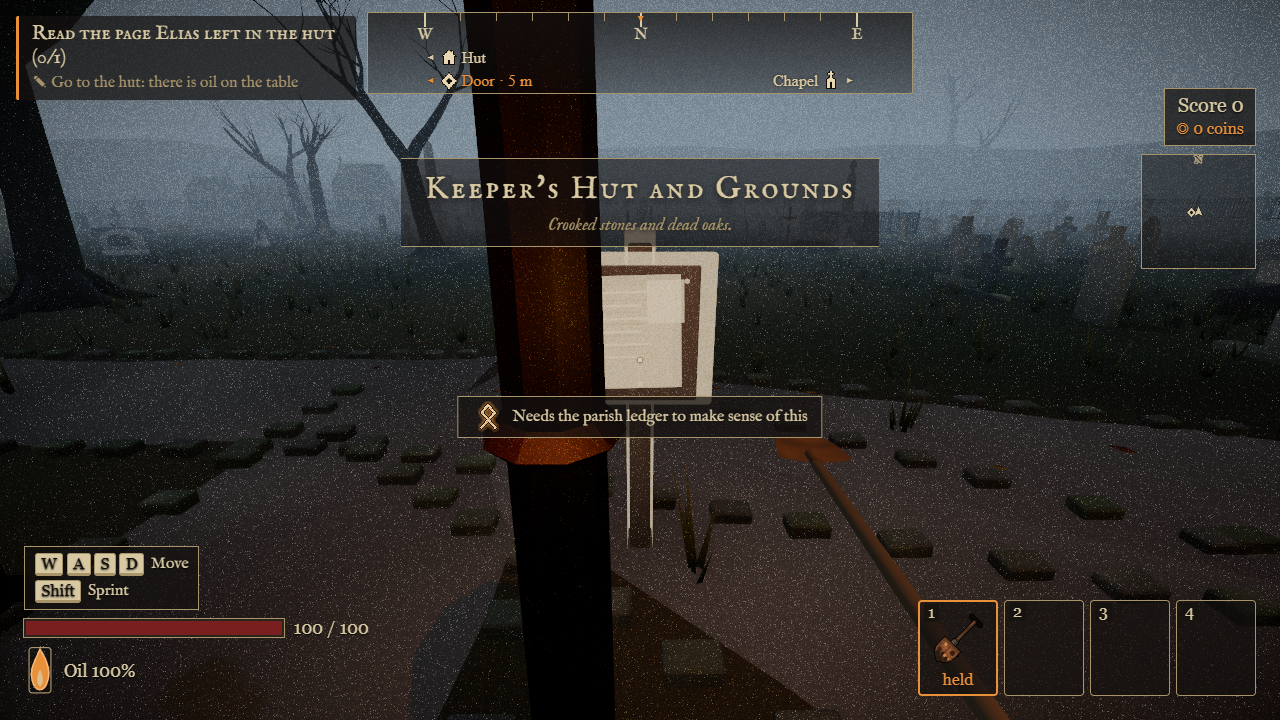 Read the page Elias left in the hut
(0/1)
Go to the hut: there is oil on the table
W N E
Hut
Door · 5 m
Chapel
Score 0
0 coins
N
Keeper's Hut and Grounds
Crooked stones and dead oaks.
Needs the parish ledger to make sense of this
W A S D Move
Shift Sprint
100 / 100
Oil 100%
1 2 3 4
held